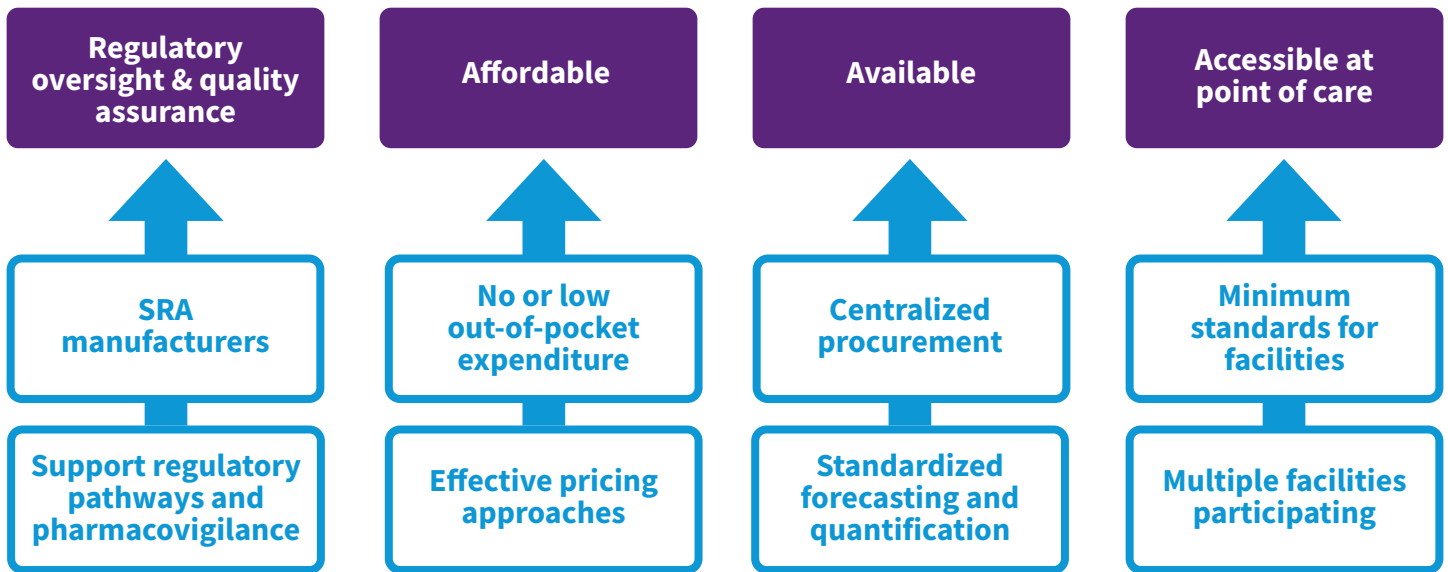 Regulatory
oversight & quality
assurance
Affordable
Available
Accessible at
point of care
SRA
manufacturers
No or low
out-of-pocket
expenditure
Centralized
procurement
Minimum
standards for
facilities
Support regulatory
pathways and
pharmacovigilance
Effective pricing
approaches
Standardized
forecasting and
quantification
Multiple facilities
participating